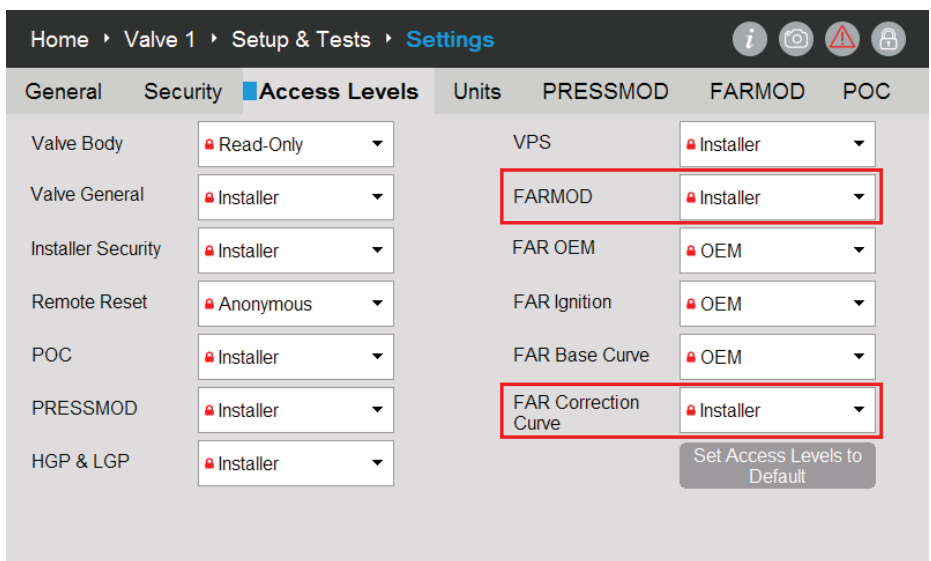 Home ‣ Valve 1 ‣ Setup & Tests ‣ Settings
General Security Access Levels Units PRESSMOD FARMOD POC
Valve Body Read-Only
Valve General Installer
Installer Security Installer
Remote Reset Anonymous
POC Installer
PRESSMOD Installer
HGP & LGP Installer
VPS Installer
FARMOD Installer
FAR OEM OEM
FAR Ignition OEM
FAR Base Curve OEM
FAR Correction
Curve
Installer
Set Access Levels to
Default